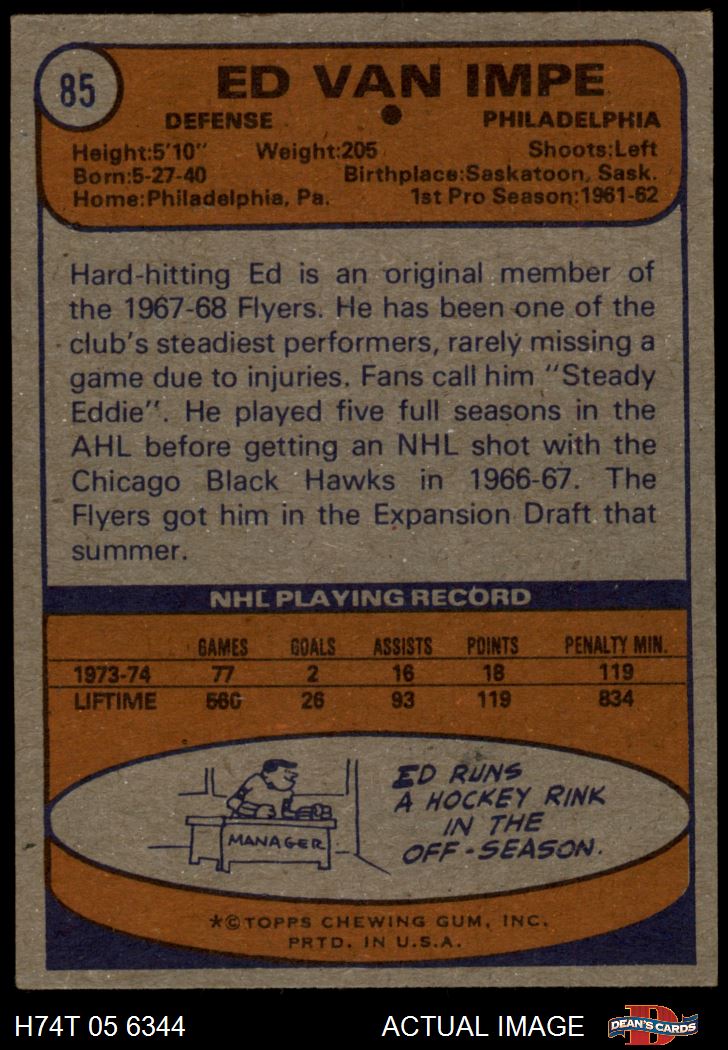 85
ED VAN IMPE
DEFENSE • PHILADELPHIA
Height:5'10" Weight:205 Shoots:Left
Born:5-27-40 Birthplace:Saskatoon, Sask.
Home:Philadelphia, Pa. 1st Pro Season:1961-62
Hard-hitting Ed is an original member of
the 1967-68 Flyers. He has been one of the
club's steadiest performers, rarely missing a
game due to injuries. Fans call him "Steady
Eddie". He played five full seasons in the
AHL before getting an NHL shot with the
Chicago Black Hawks in 1966-67. The
Flyers got him in the Expansion Draft that
summer.
NHL PLAYING RECORD
GAMES GOALS ASSISTS POINTS PENALTY MIN.
1973-74 77 2 16 18 119
LIFTIME 560 26 93 119 834
ED RUNS
A HOCKEY RINK
IN THE
OFF-SEASON.
MANAGER
*© TOPPS CHEWING GUM, INC.
PRTD. IN U.S.A.
H74T 05 6344 ACTUAL IMAGE D DEAN'S CARDS